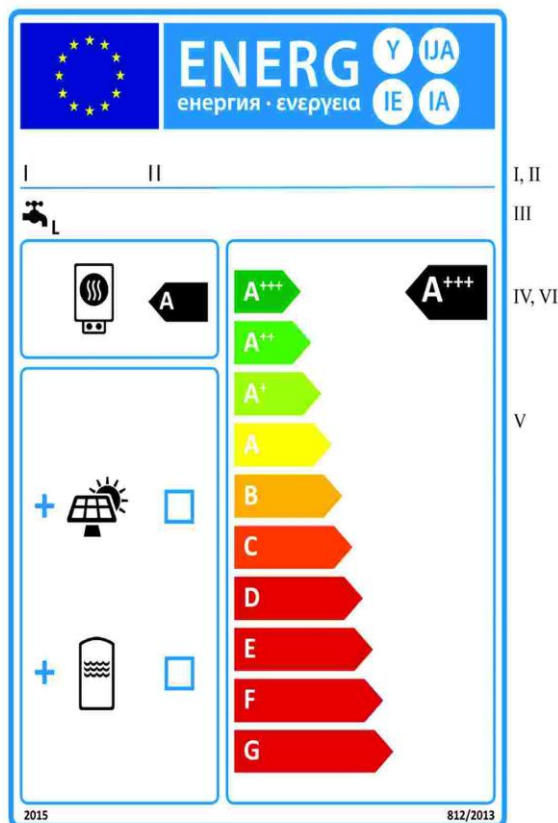 ENERG Y IJA
енергия · ενεργεια IE IA
I II I, II
L III
A A+++ A+++ IV, VI
A++
A+ V
A
+ B
C
D
+ E
F
G
2015 812/2013